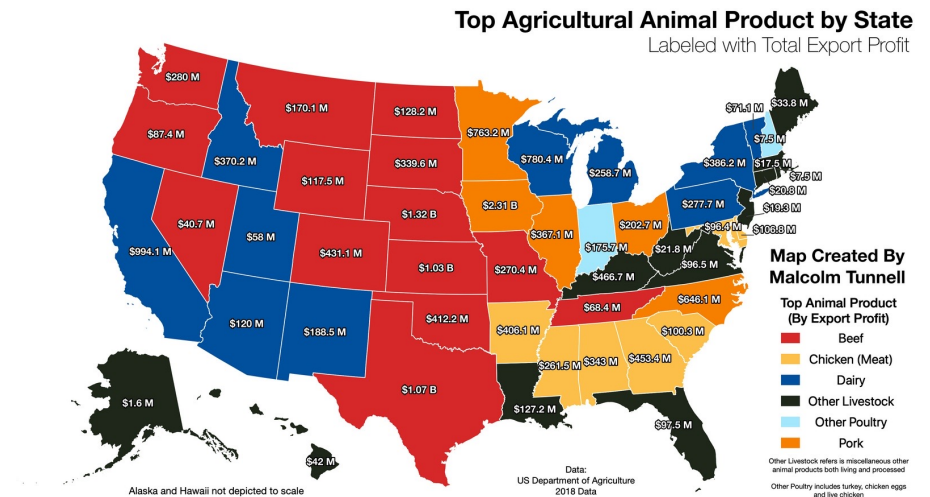 Top Agricultural Animal Product by State
Labeled with Total Export Profit
$280 M
$87.4 M
$370.2 M
$170.1 M
$117.5 M
$128.2 M
$339.6 M
$1.32 B
$1.03 B
$763.2 M
$2.31 B
$780.4 M
$258.7 M
$367.1 M
$175.7 M
$202.7 M
$71.1 M
$33.8 M
$7.5 M
$386.2 M
$17.5 M
$7.5 M
$20.8 M
$277.7 M
$19.3 M
$96.4 M
$106.8 M
$994.1 M
$40.7 M
$58 M
$431.1 M
$270.4 M
$466.7 M
$21.8 M
$96.5 M
$120 M
$188.5 M
$412.2 M
$406.1 M
$68.4 M
$646.1 M
$100.3 M
$261.5 M
$343 M
$453.4 M
$1.07 B
$127.2 M
$97.5 M
$1.6 M
$42 M
Map Created By
Malcolm Tunnell
Top Animal Product
(By Export Profit)
Beef
Chicken (Meat)
Dairy
Other Livestock
Other Poultry
Pork
Other Livestock refers is miscellaneous other
animal products both living and processed
Other Poultry includes turkey, chicken eggs
and live chicken
Data:
US Department of Agriculture
2018 Data
Alaska and Hawaii not depicted to scale